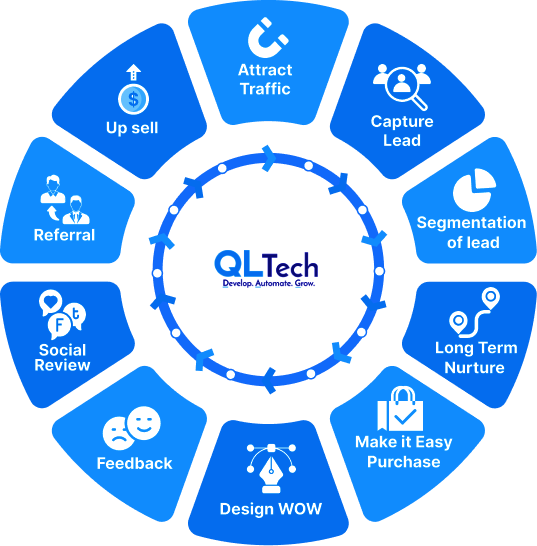 Attract
Traffic
Capture
Lead
Segmentation
of lead
Long Term
Nurture
Make it Easy
Purchase
Design WOW
Feedback
Social
Review
F t
Referral
Up sell
$
QLTech
Develop. Automate. Grow.